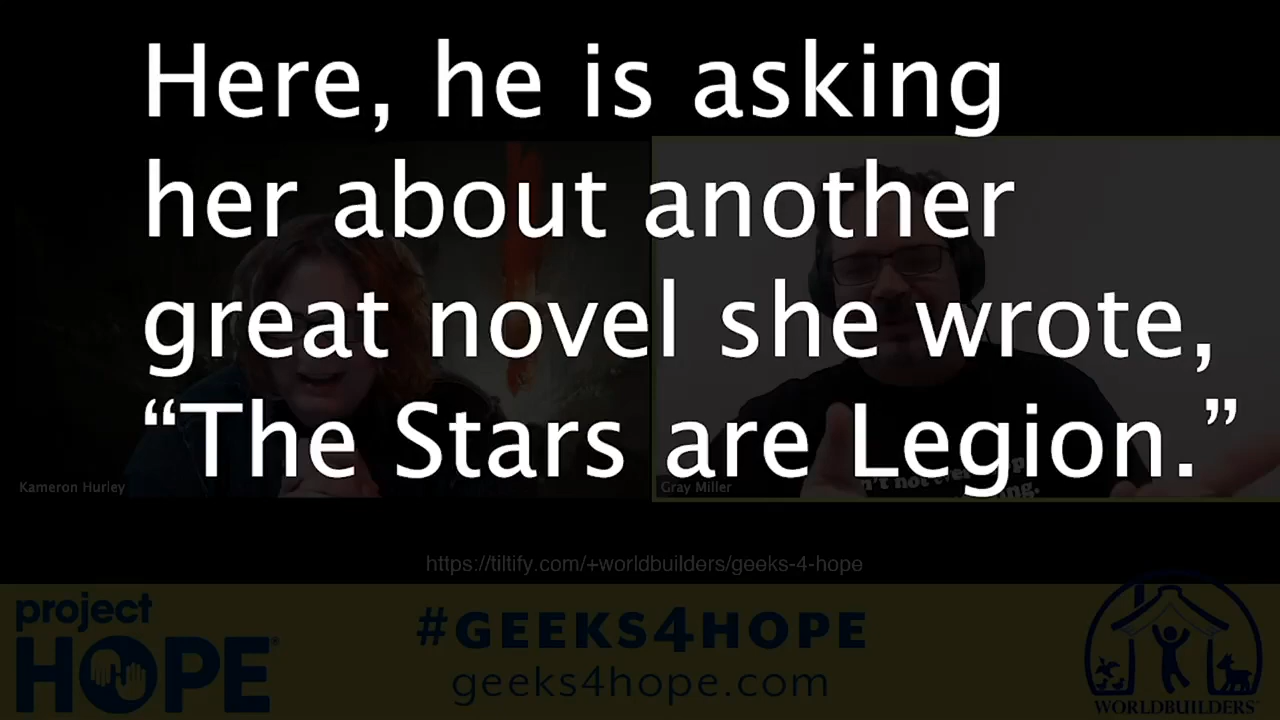 Here, he is asking
her about another
great novel she wrote,
“The Stars are Legion.”
Kameron Hurley
Gray Miller
https://tiltify.com/+worldbuilders/geeks-4-hope
project
HOPE®
#GEEKS4HOPE
geeks4hope.com
WORLDBUILDERS™